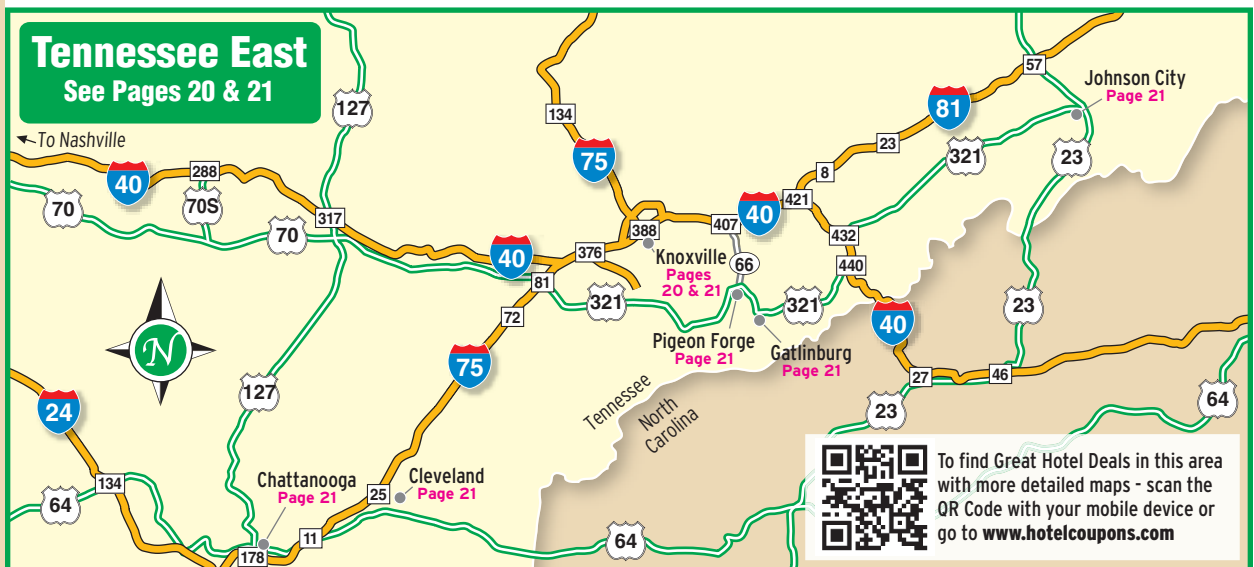 Tennessee East
See Pages 20 & 21
To Nashville
40
288
70
70S
70
317
127
127
134
75
40
376
388
Knoxville
Pages
20 & 21
407
66
40
421
8
23
81
57
Johnson City
Page 21
321
23
432
440
81
321
72
75
Pigeon Forge
Page 21
Gatlinburg
Page 21
321
40
23
27
46
23
64
Tennessee
North
Carolina
N
24
134
64
Chattanooga
Page 21
178
11
25
Cleveland
Page 21
64
To find Great Hotel Deals in this area
with more detailed maps - scan the
QR Code with your mobile device or
go to www.hotelcoupons.com